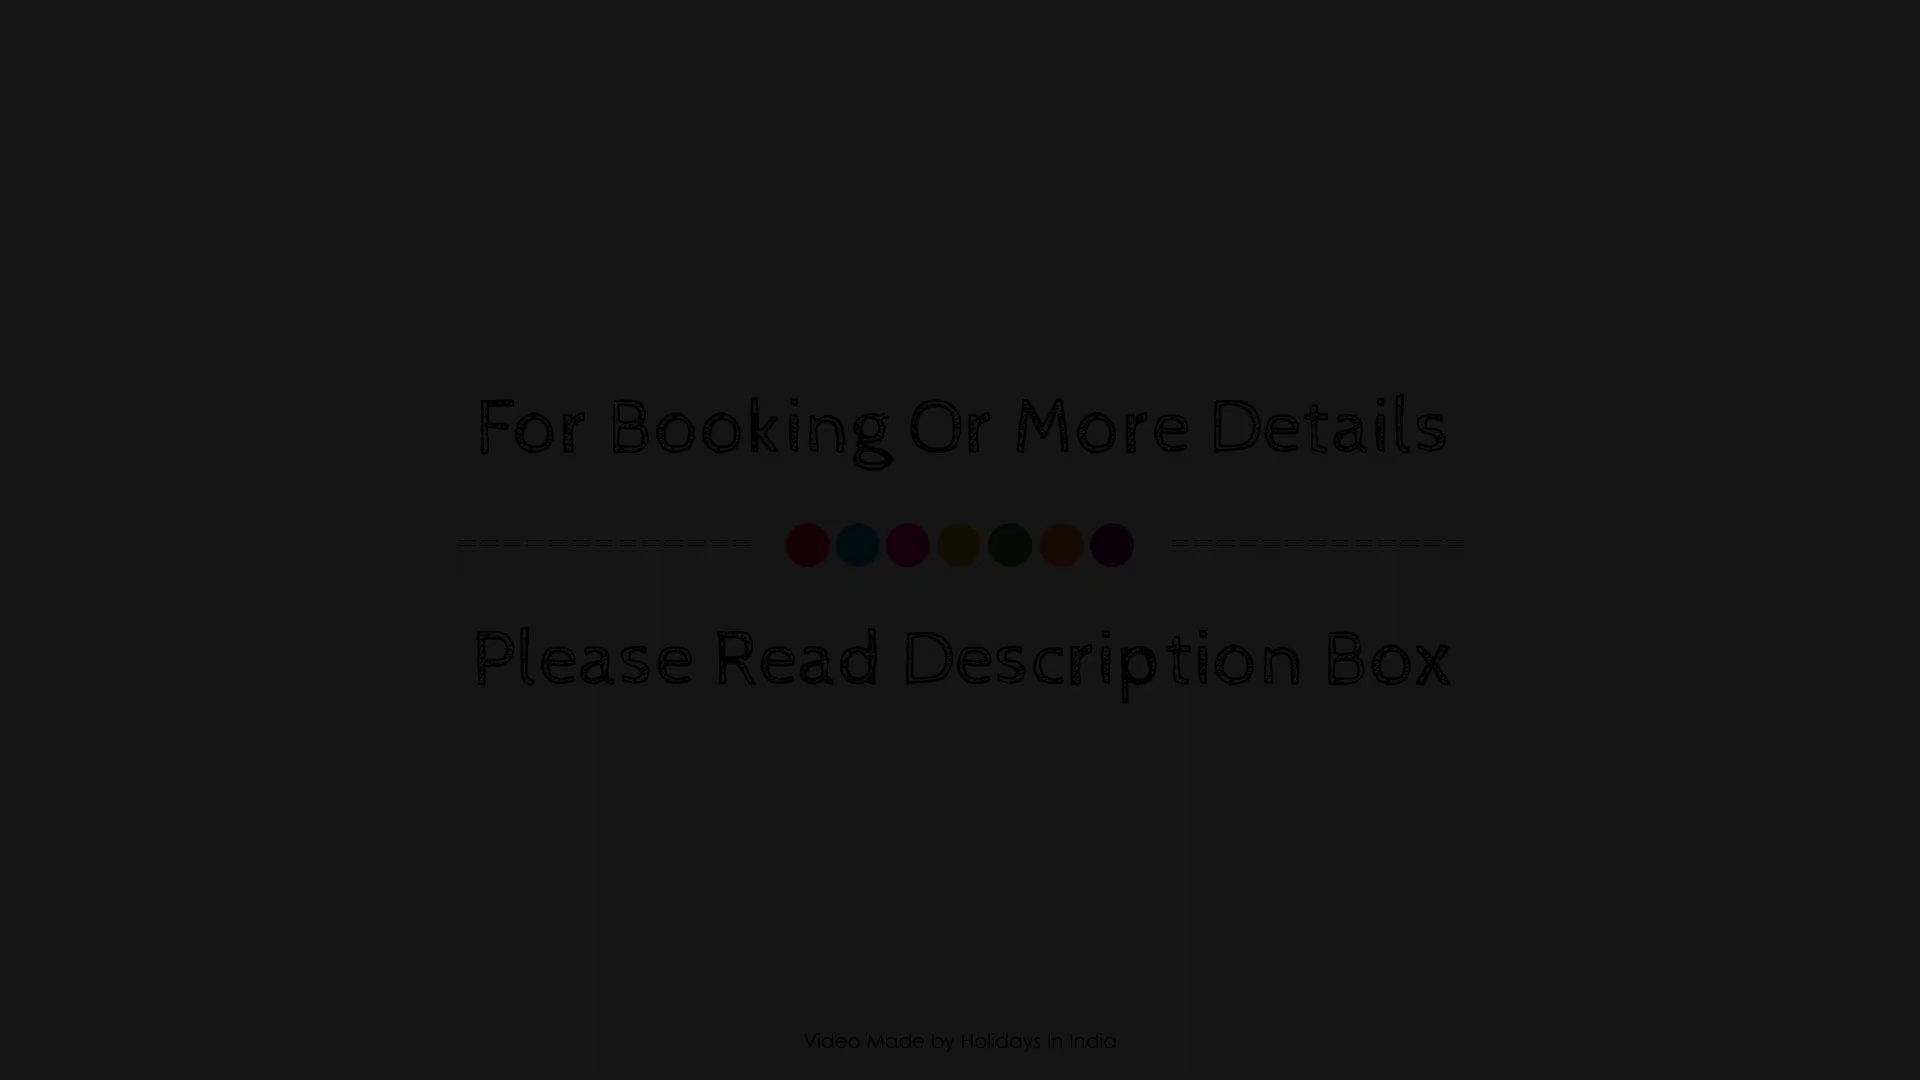 For Booking Or More Details
============= =============
Please Read Description Box
Video Made by Holidays In India